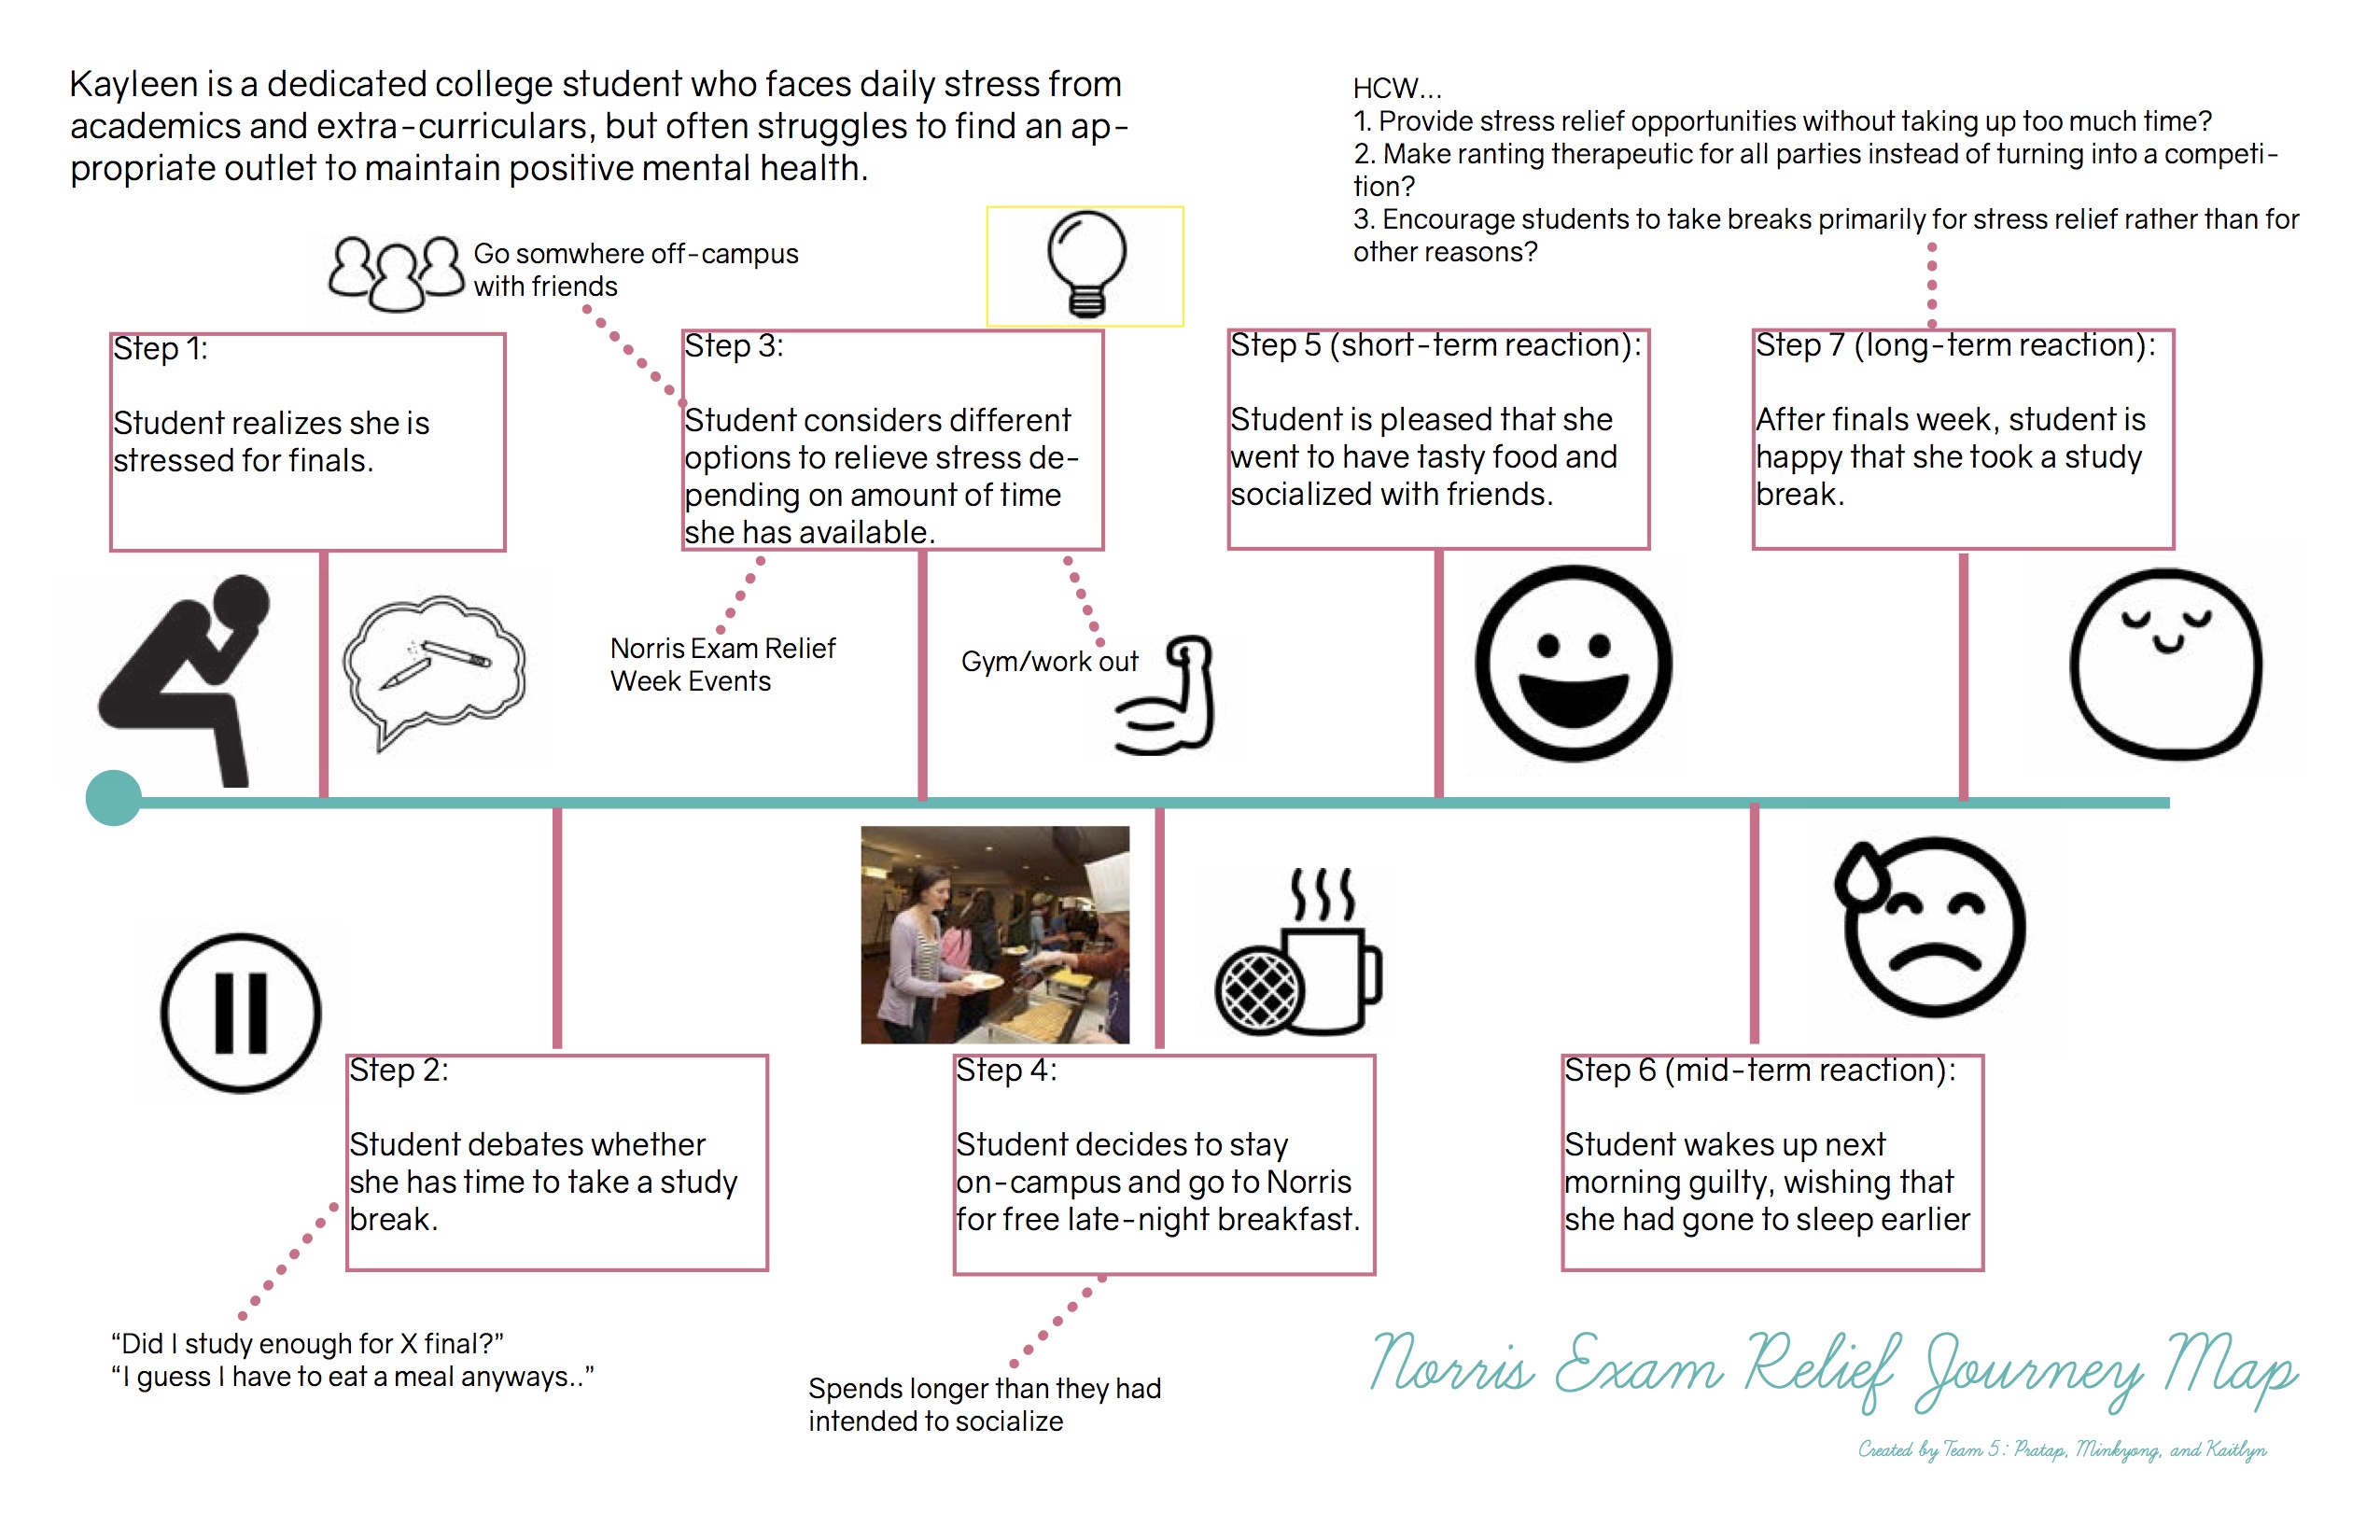 Kayleen is a dedicated college student who faces daily stress from
academics and extra-curriculars, but often struggles to find an ap-
propriate outlet to maintain positive mental health.
HCW...
1. Provide stress relief opportunities without taking up too much time?
2. Make ranting therapeutic for all parties instead of turning into a competi-
tion?
3. Encourage students to take breaks primarily for stress relief rather than for
other reasons?
Go somwhere off-campus
with friends
Step 1:
Student realizes she is
stressed for finals.
Step 3:
Student considers different
options to relieve stress de-
pending on amount of time
she has available.
Step 5 (short-term reaction):
Student is pleased that she
went to have tasty food and
socialized with friends.
Step 7 (long-term reaction):
After finals week, student is
happy that she took a study
break.
Norris Exam Relief
Week Events
Gym/work out
Step 2:
Student debates whether
she has time to take a study
break.
Step 4:
Student decides to stay
on-campus and go to Norris
for free late-night breakfast.
Step 6 (mid-term reaction):
Student wakes up next
morning guilty, wishing that
she had gone to sleep earlier
“Did I study enough for X final?”
“I guess I have to eat a meal anyways..”
Spends longer than they had
intended to socialize
Norris Exam Relief Journey Map
Created by Team 5: Pratap, Minkyong, and Kaitlyn